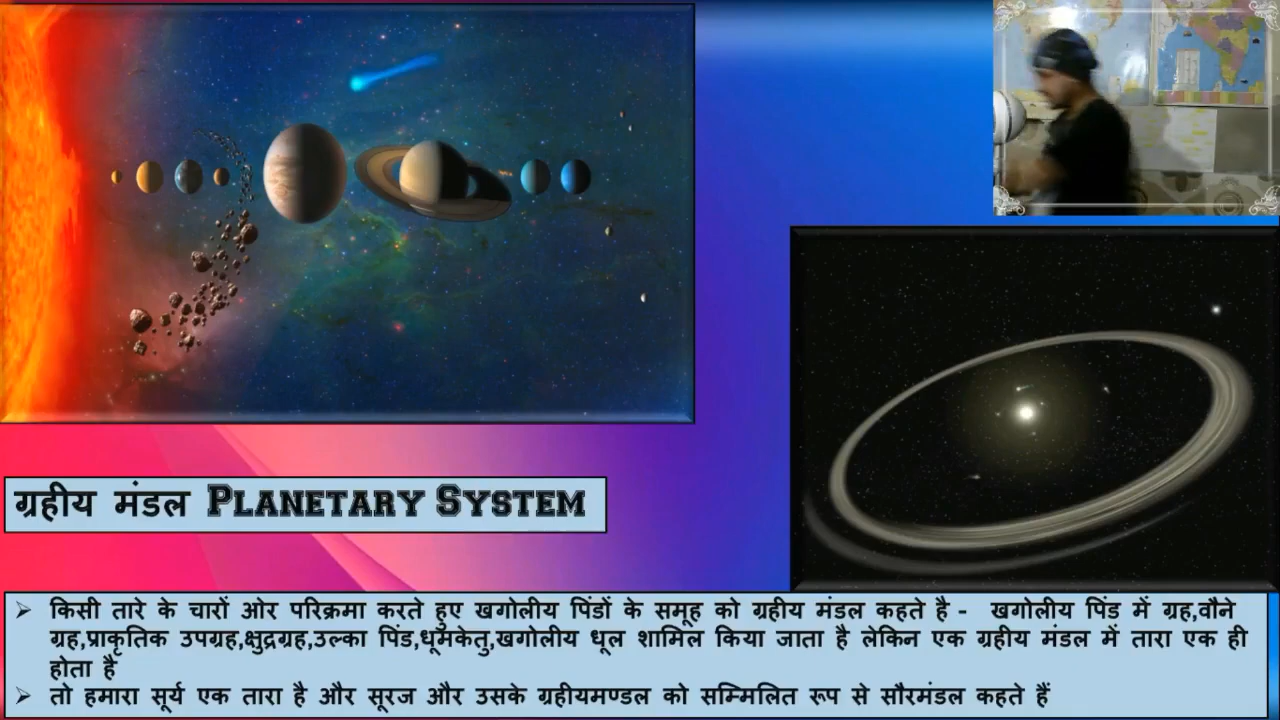 ग्रहीय मंडल Planetary System
➢ किसी तारे के चारों ओर परिक्रमा करते हुए खगोलीय पिंडों के समूह को ग्रहीय मंडल कहते है - खगोलीय पिंड में ग्रह,वौने
ग्रह,प्राकृतिक उपग्रह,क्षुद्रग्रह,उल्का पिंड,धूमकेतु,खगोलीय धूल शामिल किया जाता है लेकिन एक ग्रहीय मंडल में तारा एक ही
होता है
➢ तो हमारा सूर्य एक तारा है और सूरज और उसके ग्रहीयमण्डल को सम्मिलित रूप से सौरमंडल कहते हैं